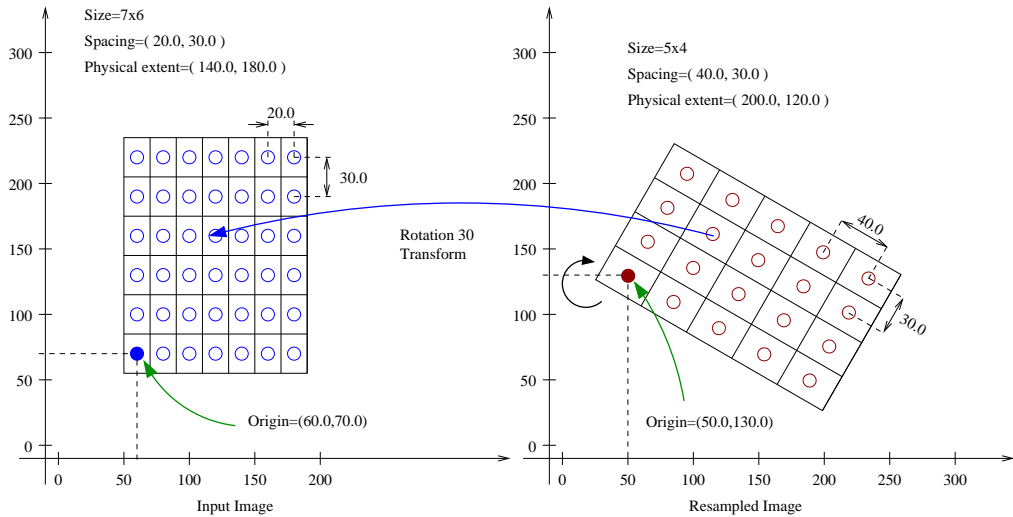 Size=7x6
Spacing=( 20.0, 30.0 )
Physical extent=( 140.0, 180.0 )
300
250
200
150
100
50
0
20.0
30.0
0
50
100
150
200
Origin=(60.0,70.0)
Input Image
Rotation 30
Transform
Size=5x4
Spacing=( 40.0, 30.0 )
Physical extent=( 200.0, 120.0 )
300
250
200
150
100
50
0
40.0
30.0
0
50
100
150
200
250
300
Origin=(50.0,130.0)
Resampled Image